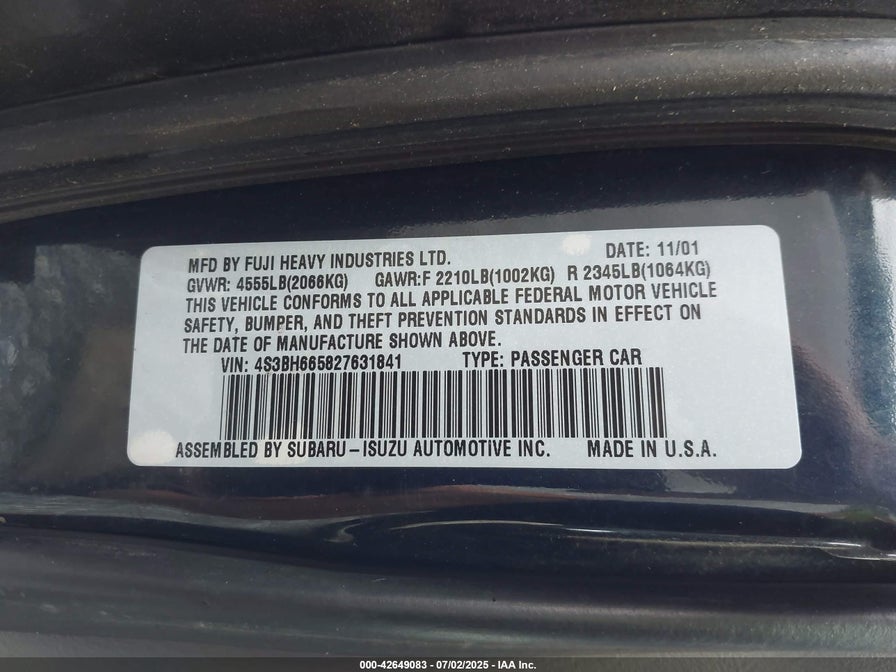 MFD BY FUJI HEAVY INDUSTRIES LTD. DATE: 11/01
GVWR: 4555LB(2066KG) GAWR:F 2210LB(1002KG) R 2345LB(1064KG)
THIS VEHICLE CONFORMS TO ALL APPLICABLE FEDERAL MOTOR VEHICLE
SAFETY, BUMPER, AND THEFT PREVENTION STANDARDS IN EFFECT ON
THE DATE OF MANUFACTURE SHOWN ABOVE.
VIN: 4S3BH665827631841 TYPE: PASSENGER CAR
ASSEMBLED BY SUBARU-ISUZU AUTOMOTIVE INC. MADE IN U.S.A.
000-42649083 - 07/02/2025 - IAA Inc.